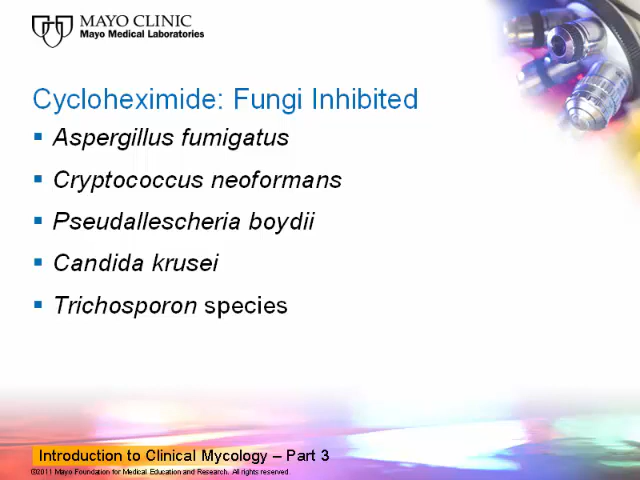 MAYO CLINIC
Mayo Medical Laboratories
Cycloheximide: Fungi Inhibited
▪ Aspergillus fumigatus
▪ Cryptococcus neoformans
▪ Pseudallescheria boydii
▪ Candida krusei
▪ Trichosporon species
Introduction to Clinical Mycology – Part 3
©2011 Mayo Foundation for Medical Education and Research. All rights reserved.